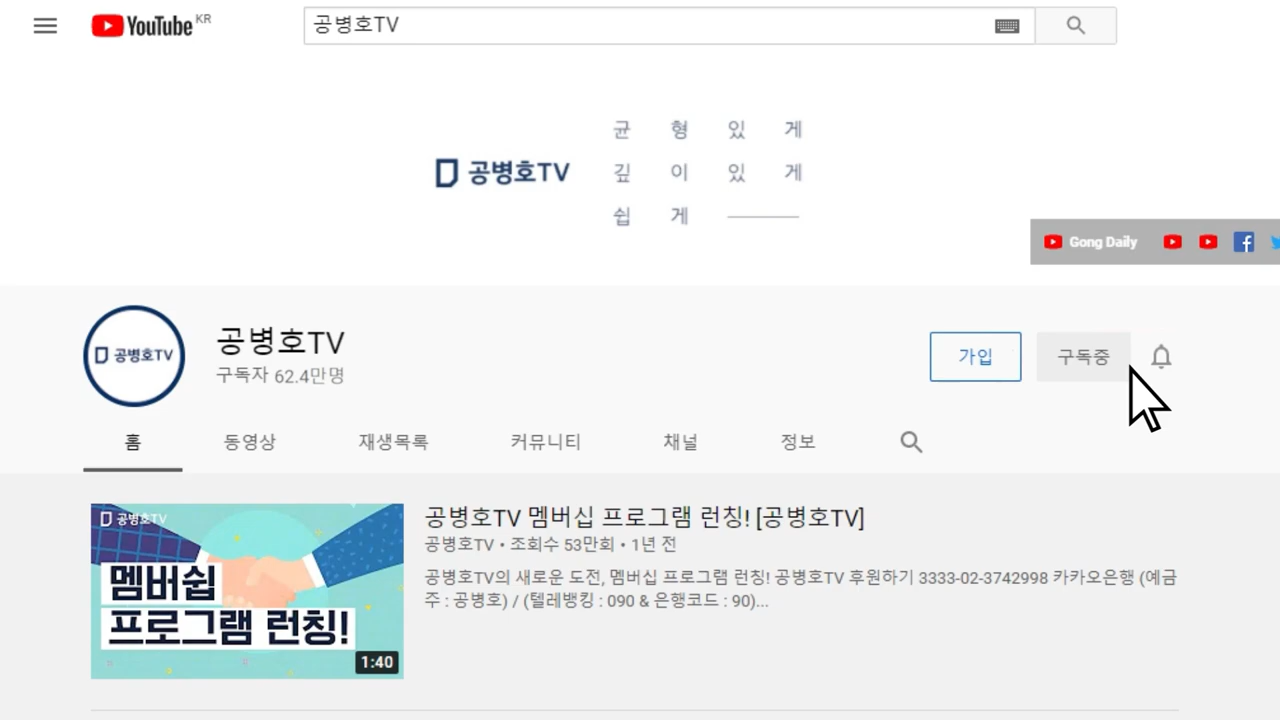 YouTube KR
공병호TV
균형있게
공병호TV 깊이있게
쉽게
Gong Daily
공병호TV
공병호TV
구독자 62.4만명
가입
구독중
홈 동영상 재생목록 커뮤니티 채널 정보
공병호TV
멤버쉽
프로그램 런칭!
1:40
공병호TV 멤버십 프로그램 런칭! [공병호TV]
공병호TV • 조회수 53만회 • 1년 전
공병호TV의 새로운 도전, 멤버십 프로그램 런칭! 공병호TV 후원하기 3333-02-3742998 카카오은행 (예금
주 : 공병호) / (텔레뱅킹 : 090 & 은행코드 : 90)...